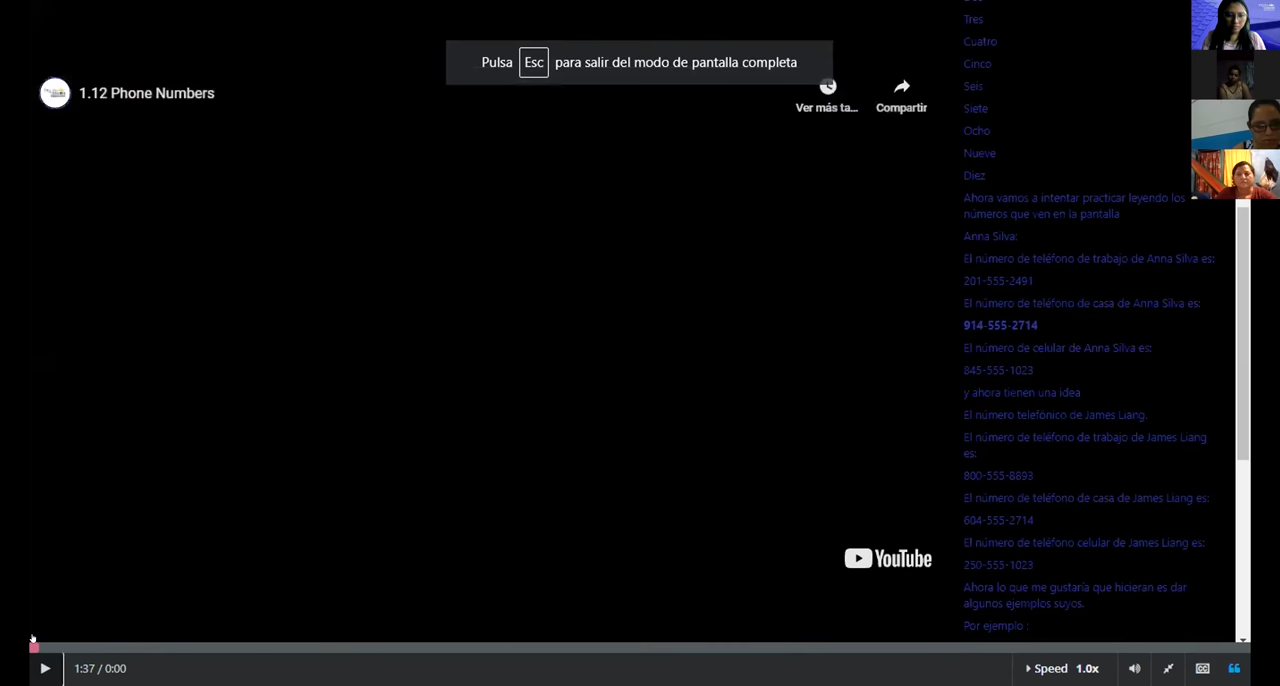 Pulsa Esc para salir del modo de pantalla completa
1.12 Phone Numbers
Ver más ta...
Compartir
Tres
Cuatro
Cinco
Seis
Siete
Ocho
Nueve
Diez
Ahora vamos a intentar practicar leyendo los
números que ven en la pantalla
Anna Silva:
El número de teléfono de trabajo de Anna Silva es:
201-555-2491
El número de teléfono de casa de Anna Silva es:
914-555-2714
El número de celular de Anna Silva es:
845-555-1023
y ahora tienen una idea
El número telefónico de James Liang.
El número de teléfono de trabajo de James Liang
es:
800-555-8893
El número de teléfono de casa de James Liang es:
604-555-2714
El número de teléfono celular de James Liang es:
250-555-1023
Ahora lo que me gustaría que hicieran es dar
algunos ejemplos suyos.
Por ejemplo :
YouTube
1:37 / 0:00
Speed 1.0x